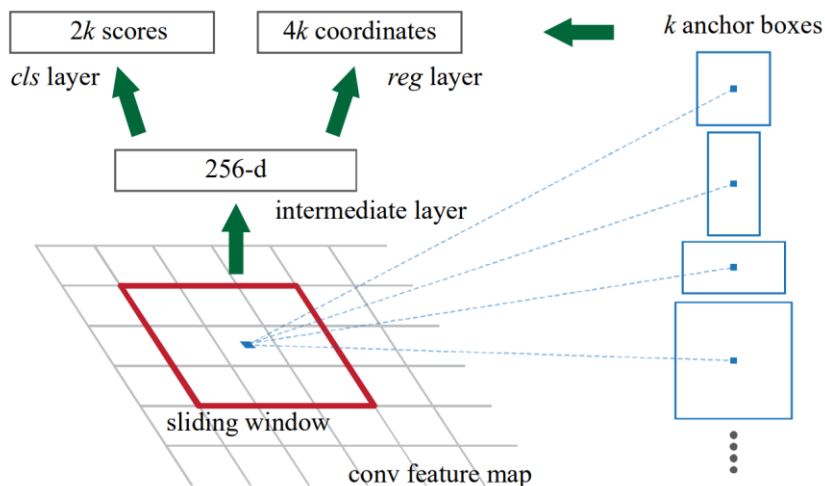 2k scores
4k coordinates
k anchor boxes
cls layer
reg layer
256-d
intermediate layer
sliding window
conv feature map